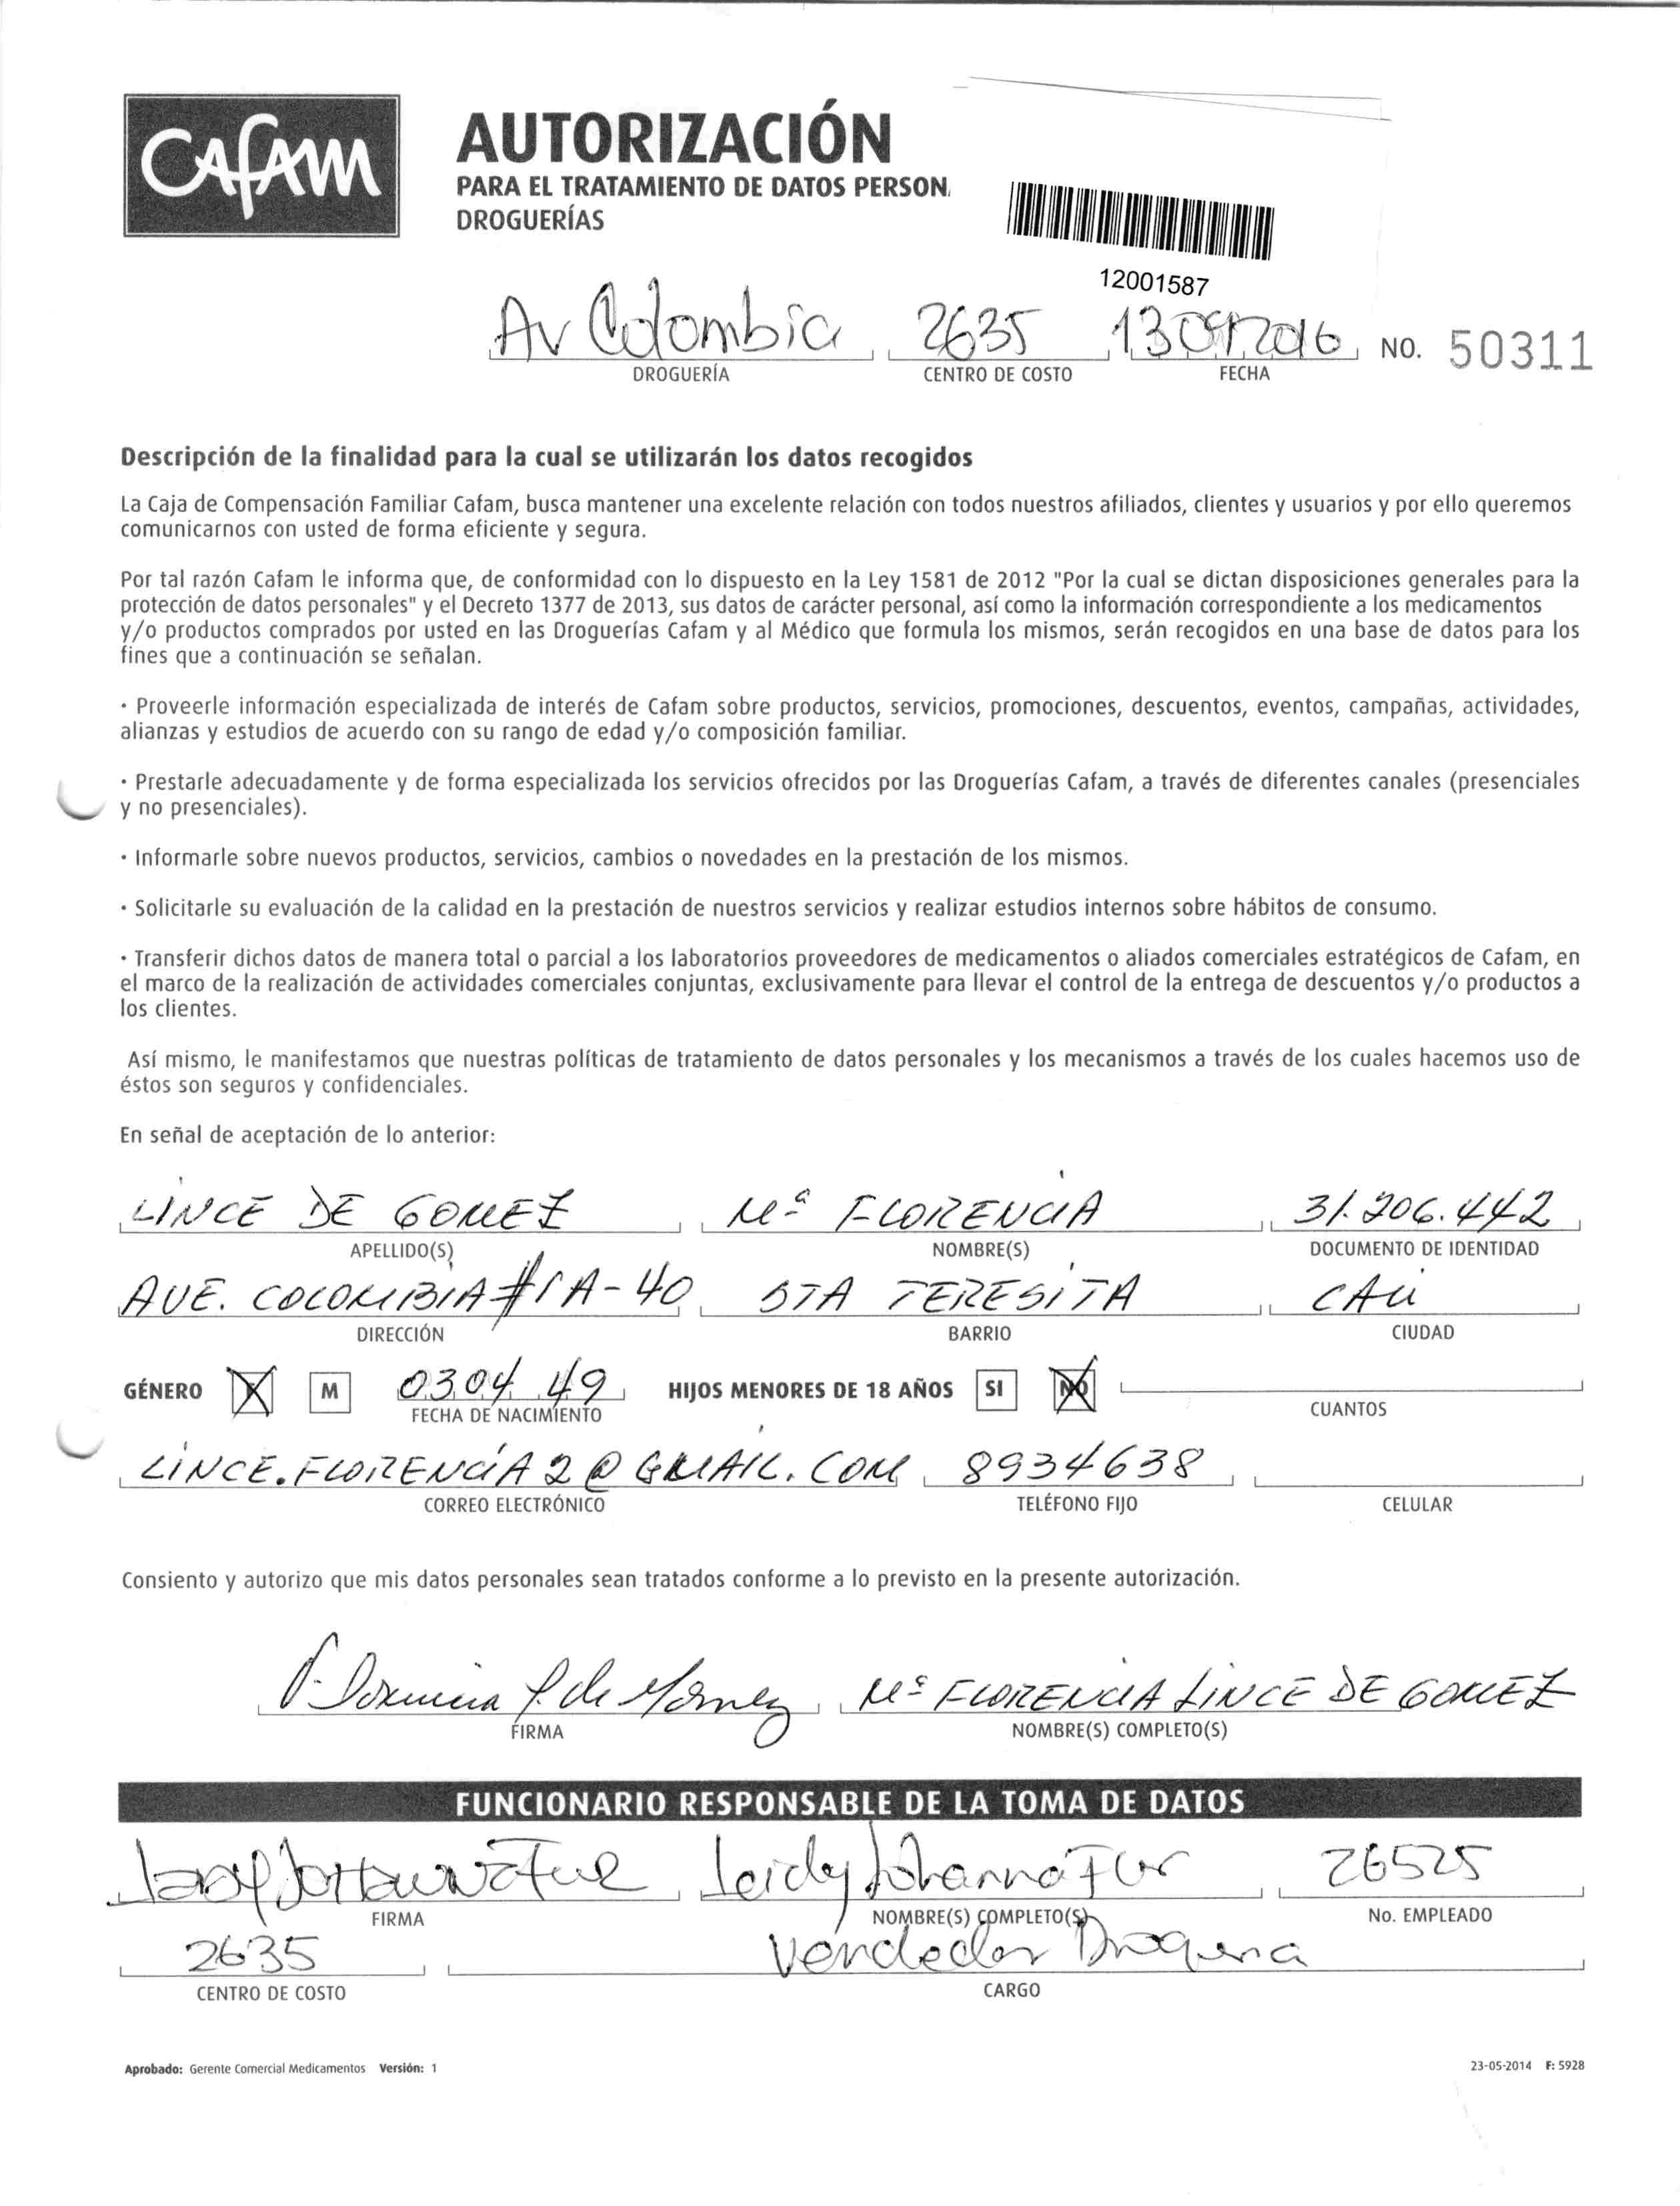 CAFAM
AUTORIZACIÓN
PARA EL TRATAMIENTO DE DATOS PERSON
DROGUERÍAS
12001587
Av Colombia 2635 13 09 2016 NO. 50311
DROGUERÍA CENTRO DE COSTO FECHA
Descripción de la finalidad para la cual se utilizarán los datos recogidos
La Caja de Compensación Familiar Cafam, busca mantener una excelente relación con todos nuestros afiliados, clientes y usuarios y por ello queremos
comunicarnos con usted de forma eficiente y segura.
Por tal razón Cafam le informa que, de conformidad con lo dispuesto en la Ley 1581 de 2012 "Por la cual se dictan disposiciones generales para la
protección de datos personales" y el Decreto 1377 de 2013, sus datos de carácter personal, así como la información correspondiente a los medicamentos
y/o productos comprados por usted en las Droguerías Cafam y al Médico que formula los mismos, serán recogidos en una base de datos para los
fines que a continuación se señalan.
· Proveerle información especializada de interés de Cafam sobre productos, servicios, promociones, descuentos, eventos, campañas, actividades,
alianzas y estudios de acuerdo con su rango de edad y/o composición familiar.
· Prestarle adecuadamente y de forma especializada los servicios ofrecidos por las Droguerías Cafam, a través de diferentes canales (presenciales
y no presenciales).
· Informarle sobre nuevos productos, servicios, cambios o novedades en la prestación de los mismos.
· Solicitarle su evaluación de la calidad en la prestación de nuestros servicios y realizar estudios internos sobre hábitos de consumo.
· Transferir dichos datos de manera total o parcial a los laboratorios proveedores de medicamentos o aliados comerciales estratégicos de Cafam, en
el marco de la realización de actividades comerciales conjuntas, exclusivamente para llevar el control de la entrega de descuentos y/o productos a
los clientes.
Así mismo, le manifestamos que nuestras políticas de tratamiento de datos personales y los mecanismos a través de los cuales hacemos uso de
éstos son seguros y confidenciales.
En señal de aceptación de lo anterior:
LINCE DE GOMEZ Mª FLORENCIA 31.206.442
APELLIDO(S) NOMBRE(S) DOCUMENTO DE IDENTIDAD
AVE. COLOMBIA #1A-40 STA TERESITA CALI
DIRECCIÓN BARRIO CIUDAD
GÉNERO X M 03 04 49 HIJOS MENORES DE 18 AÑOS SI NO
FECHA DE NACIMIENTO CUANTOS
LINCE.FLORENCIA2@GMAIL.COM 8934638
CORREO ELECTRÓNICO TELÉFONO FIJO CELULAR
Consiento y autorizo que mis datos personales sean tratados conforme a lo previsto en la presente autorización.
Mª FLORENCIA LINCE DE GOMEZ
FIRMA NOMBRE(S) COMPLETO(S)
FUNCIONARIO RESPONSABLE DE LA TOMA DE DATOS
Leidy Johanna 26525
FIRMA NOMBRE(S) COMPLETO(S) No. EMPLEADO
2635 Vendedor Drogueria
CENTRO DE COSTO CARGO
Aprobado: Gerente Comercial Medicamentos Versión: 1 23-05-2014 F: 5928